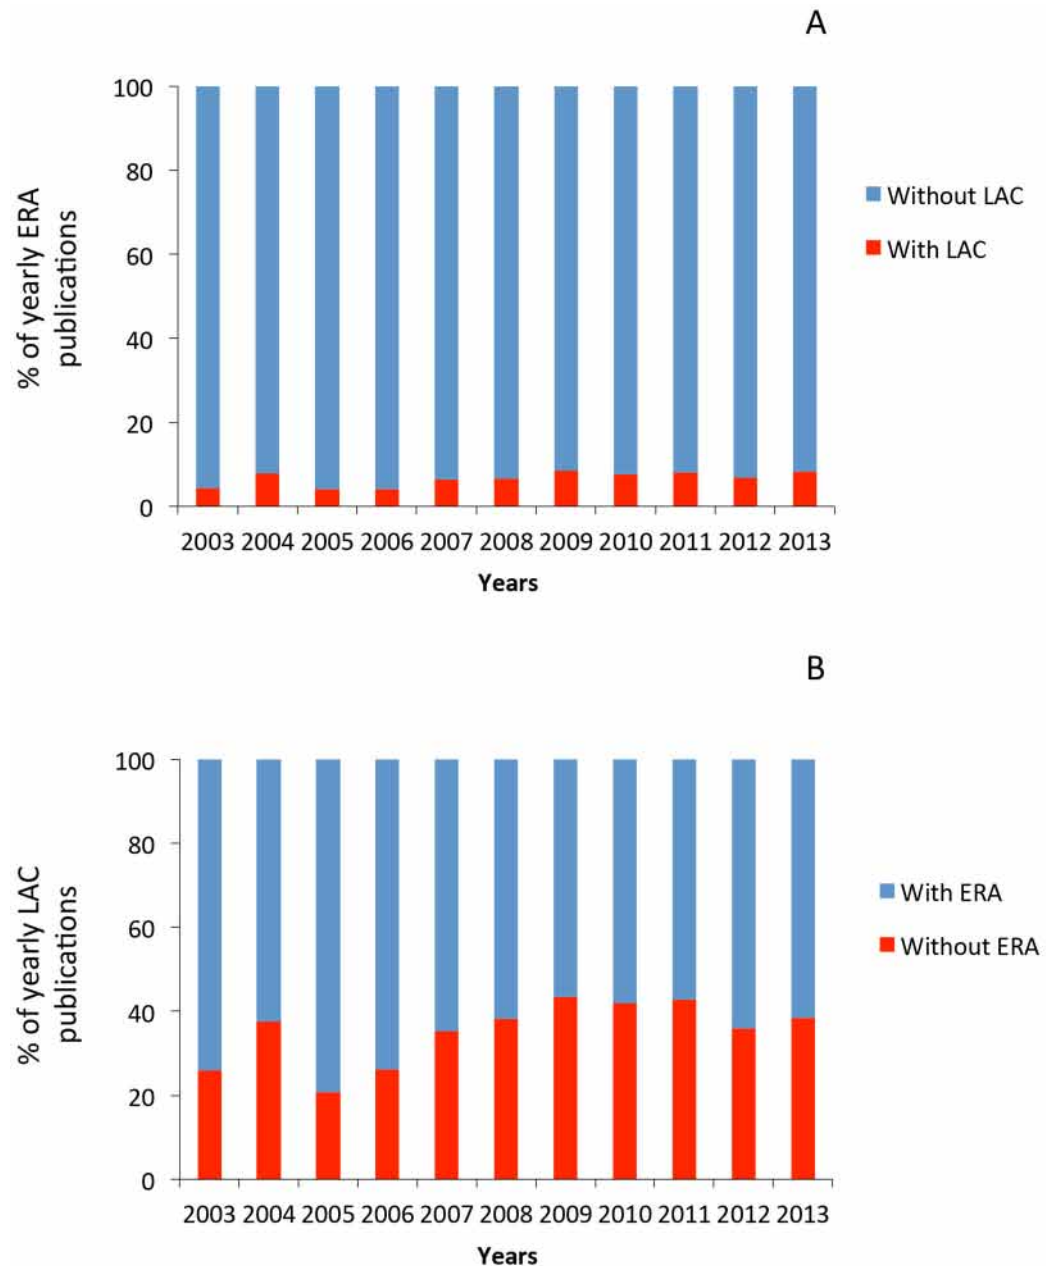 A
% of yearly ERA
publications
100
80
60
40
20
0
2003 2004 2005 2006 2007 2008 2009 2010 2011 2012 2013
Years
Without LAC
With LAC
B
% of yearly LAC
publications
100
80
60
40
20
0
2003 2004 2005 2006 2007 2008 2009 2010 2011 2012 2013
Years
With ERA
Without ERA